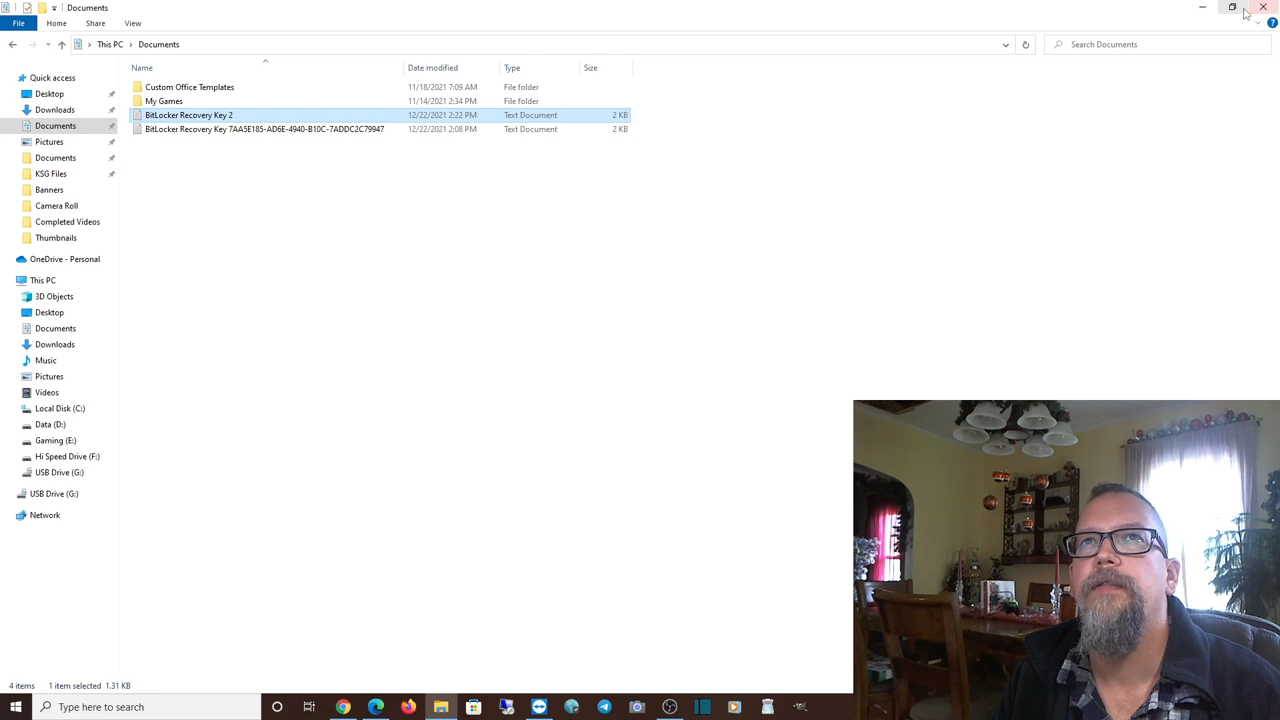 Documents
File Home Share View
This PC Documents Search Documents
Name Date modified Type Size
Custom Office Templates 11/18/2021 7:09 AM File folder
My Games 11/14/2021 2:34 PM File folder
BitLocker Recovery Key 2 12/22/2021 2:22 PM Text Document 2 KB
BitLocker Recovery Key 7AA5E185-AD6E-4940-B10C-7ADDC2C79947 12/22/2021 2:08 PM Text Document 2 KB
Quick access
Desktop
Downloads
Documents
Pictures
Documents
KSG Files
Banners
Camera Roll
Completed Videos
Thumbnails
OneDrive - Personal
This PC
3D Objects
Desktop
Documents
Downloads
Music
Pictures
Videos
Local Disk (C:)
Data (D:)
Gaming (E:)
Hi Speed Drive (F:)
USB Drive (G:)
USB Drive (G:)
Network
4 items 1 item selected 1.31 KB
Type here to search